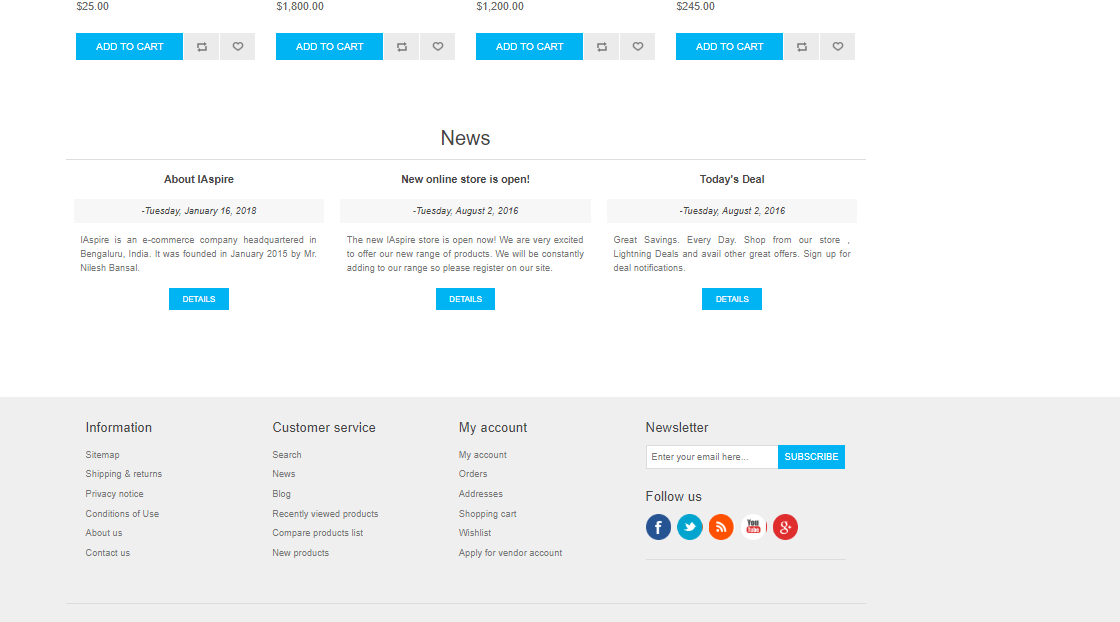 $25.00 $1,800.00 $1,200.00 $245.00
ADD TO CART ADD TO CART ADD TO CART ADD TO CART
News
About IAspire
-Tuesday, January 16, 2018
IAspire is an e-commerce company headquartered in
Bengaluru, India. It was founded in January 2015 by Mr.
Nilesh Bansal.
DETAILS
New online store is open!
-Tuesday, August 2, 2016
The new IAspire store is open now! We are very excited
to offer our new range of products. We will be constantly
adding to our range so please register on our site.
DETAILS
Today's Deal
-Tuesday, August 2, 2016
Great Savings. Every Day. Shop from our store ,
Lightning Deals and avail other great offers. Sign up for
deal notifications.
DETAILS
Information
Sitemap
Shipping & returns
Privacy notice
Conditions of Use
About us
Contact us
Customer service
Search
News
Blog
Recently viewed products
Compare products list
New products
My account
My account
Orders
Addresses
Shopping cart
Wishlist
Apply for vendor account
Newsletter
Enter your email here... SUBSCRIBE
Follow us
You
Tube